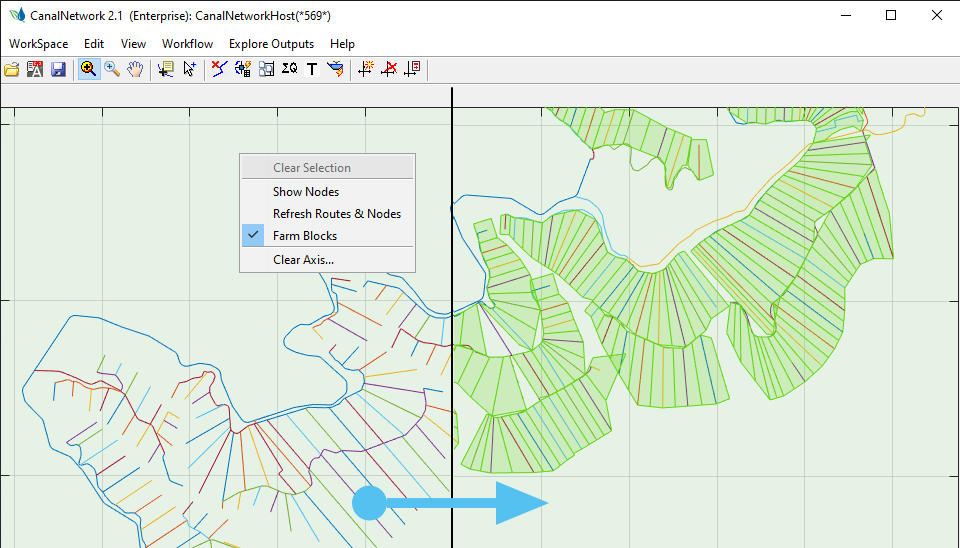 CanalNetwork 2.1 (Enterprise): CanalNetworkHost(*569*)
WorkSpace Edit View Workflow Explore Outputs Help
A ΣQ T
Clear Selection
Show Nodes
Refresh Routes & Nodes
Farm Blocks
Clear Axis...